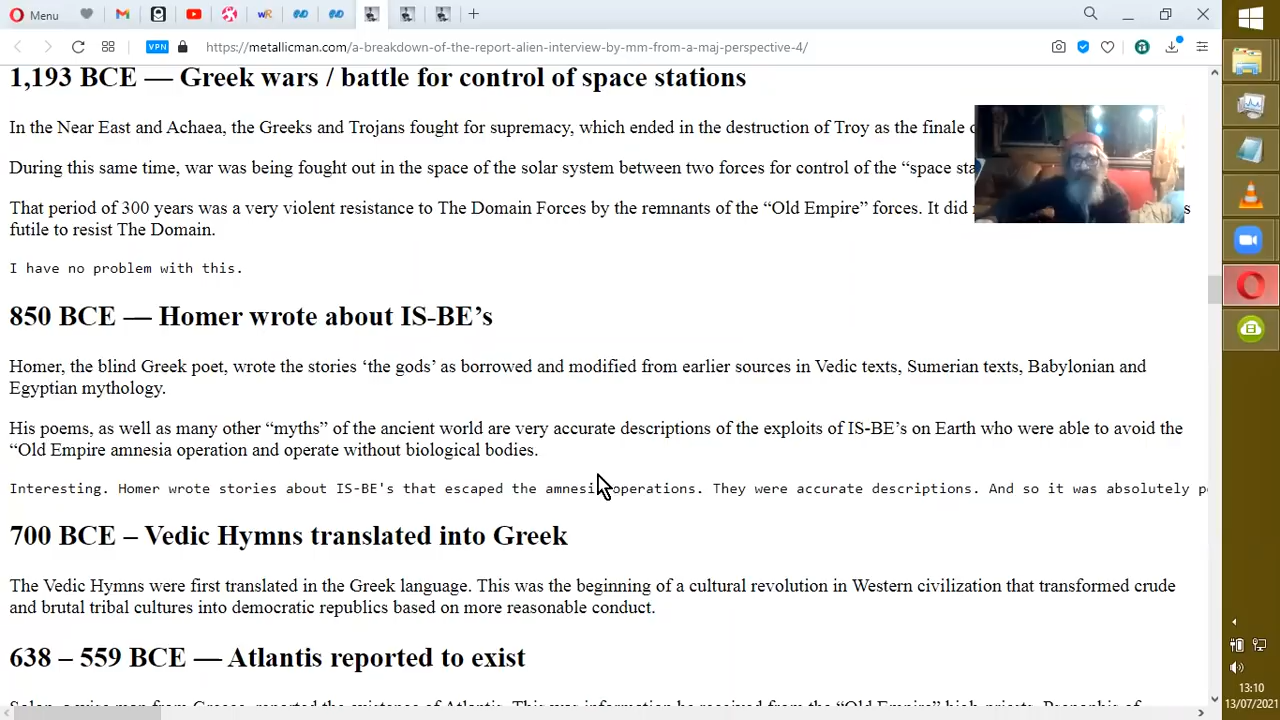 Menu
VPN
https://metallicman.com/a-breakdown-of-the-report-alien-interview-by-mm-from-a-maj-perspective-4/
1,193 BCE — Greek wars / battle for control of space stations
In the Near East and Achaea, the Greeks and Trojans fought for supremacy, which ended in the destruction of Troy as the finale
During this same time, war was being fought out in the space of the solar system between two forces for control of the “space
That period of 300 years was a very violent resistance to The Domain Forces by the remnants of the “Old Empire” forces. It did
futile to resist The Domain.
I have no problem with this.
850 BCE — Homer wrote about IS-BE’s
Homer, the blind Greek poet, wrote the stories ‘the gods’ as borrowed and modified from earlier sources in Vedic texts, Sumerian texts, Babylonian and
Egyptian mythology.
His poems, as well as many other “myths” of the ancient world are very accurate descriptions of the exploits of IS-BE’s on Earth who were able to avoid the
“Old Empire amnesia operation and operate without biological bodies.
Interesting. Homer wrote stories about IS-BE's that escaped the amnesia operations. They were accurate descriptions. And so it was absolutely
700 BCE – Vedic Hymns translated into Greek
The Vedic Hymns were first translated in the Greek language. This was the beginning of a cultural revolution in Western civilization that transformed crude
and brutal tribal cultures into democratic republics based on more reasonable conduct.
638 – 559 BCE — Atlantis reported to exist
13:10
13/07/2021